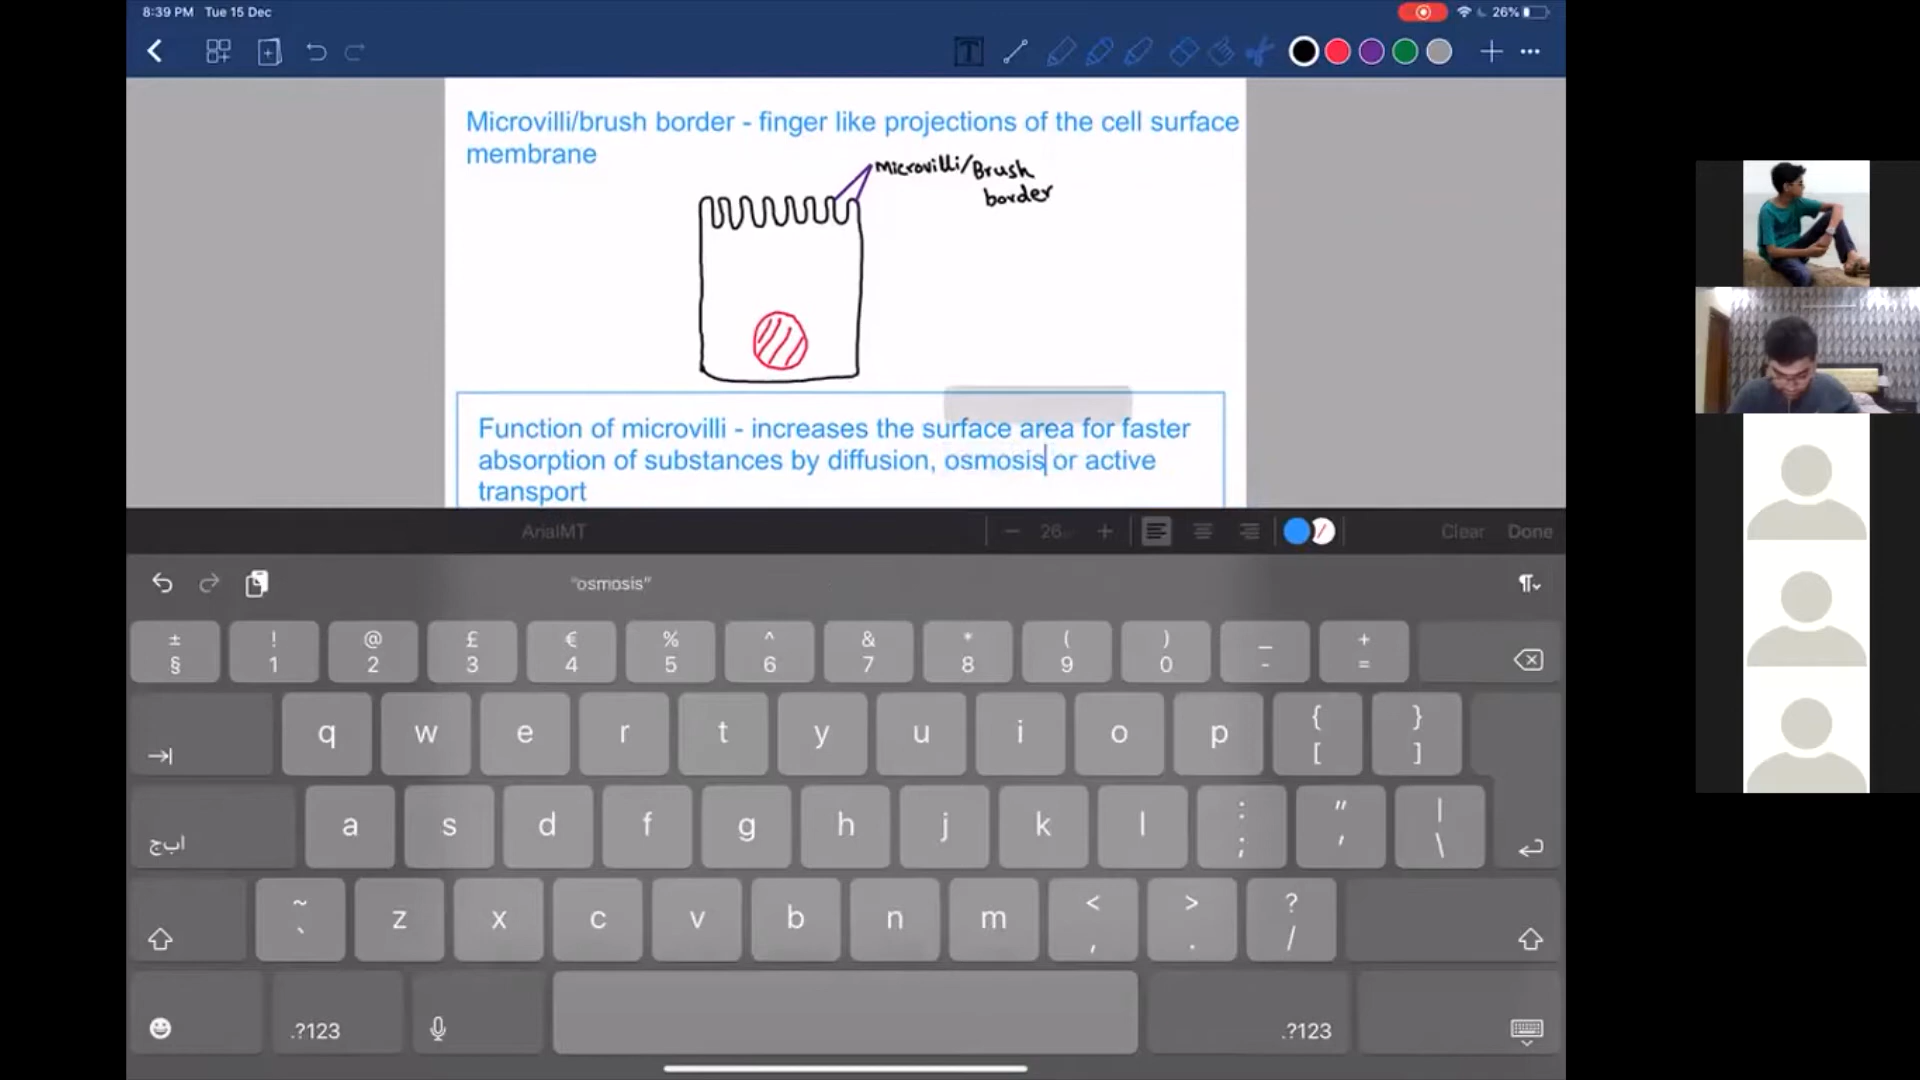 8:39 PM Tue 15 Dec
26%
T
Microvilli/brush border - finger like projections of the cell surface
membrane
Microvilli/Brush
border
Function of microvilli - increases the surface area for faster
absorption of substances by diffusion, osmosis or active
transport
ArialMT
26
Clear Done
"osmosis"
± ! @ £ € % ^ & * ( ) _ +
§ 1 2 3 4 5 6 7 8 9 0 - =
q w e r t y u i o p { }
[ ]
ابج a s d f g h j k l : " |
; ' \
~ z x c v b n m < > ?
` , . /
.?123 .?123